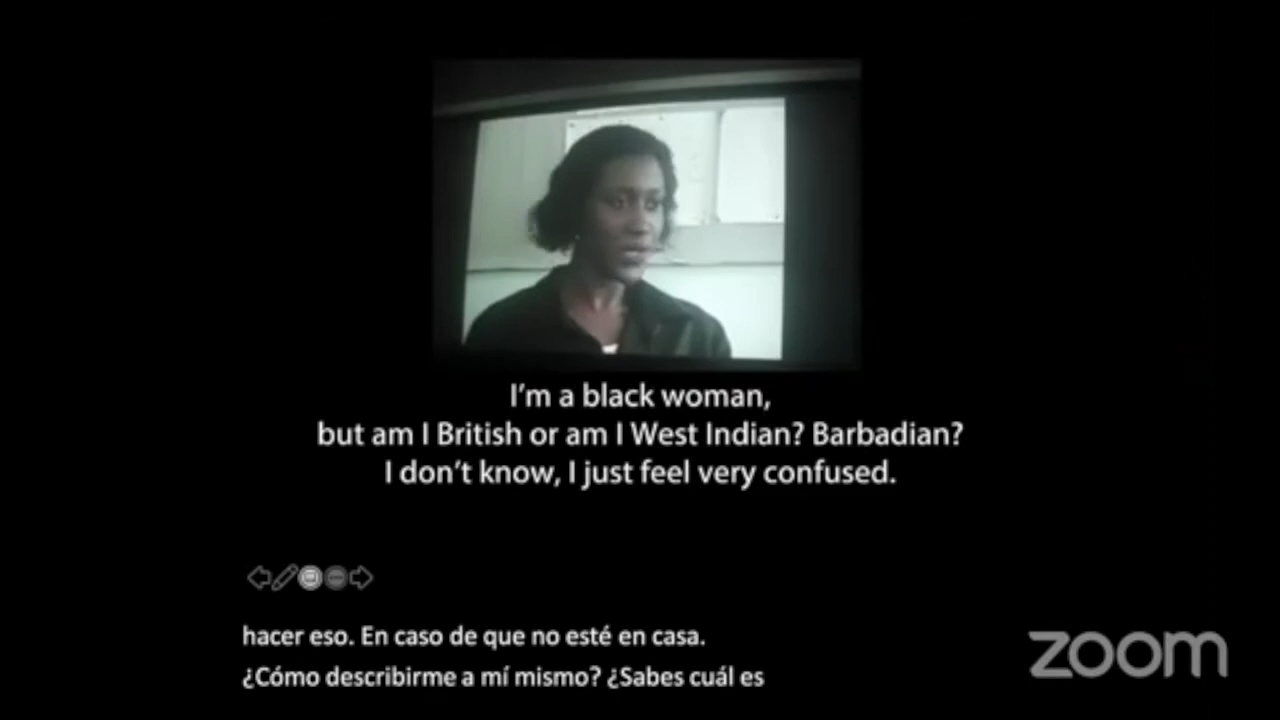 I'm a black woman,
but am I British or am I West Indian? Barbadian?
I don't know, I just feel very confused.
hacer eso. En caso de que no esté en casa.
¿Cómo describirme a mí mismo? ¿Sabes cuál es
zoom